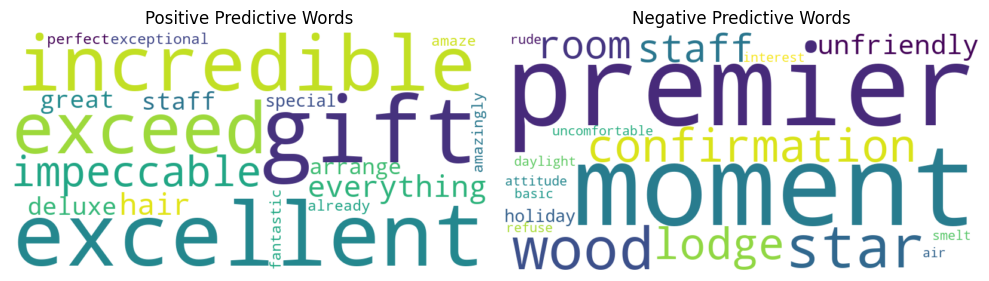 Positive Predictive Words
perfect exceptional amaze
incredible
great staff special
exceed gift amazingly
impeccable arrange
everything
deluxe hair fantastic already
excellent
Negative Predictive Words
rude room staff unfriendly
interest
premier
uncomfortable confirmation
daylight
attitude moment
basic
holiday
refuse
wood lodge star smelt
air